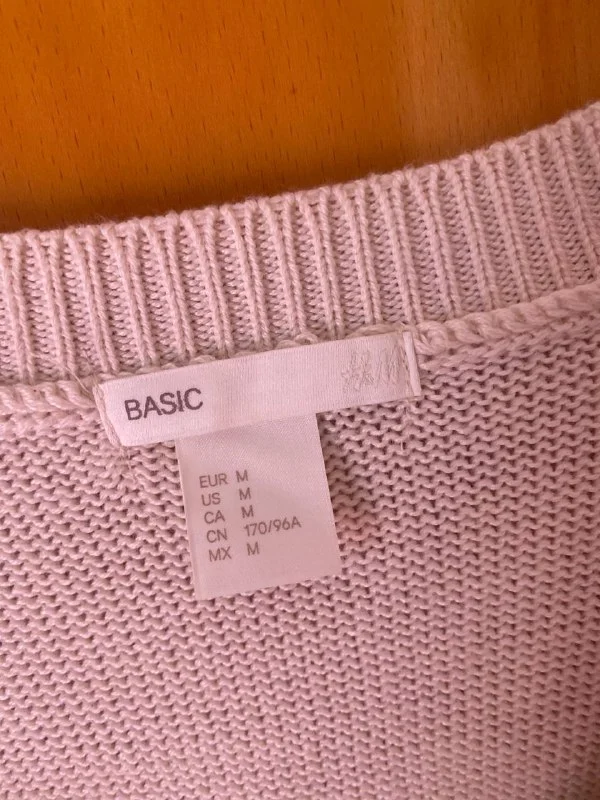 BASIC
H&M
EUR M
US M
CA M
CN 170/96A
MX M